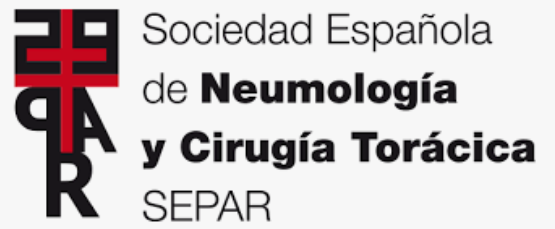 Sociedad Española
de Neumología
y Cirugía Torácica
SEPAR